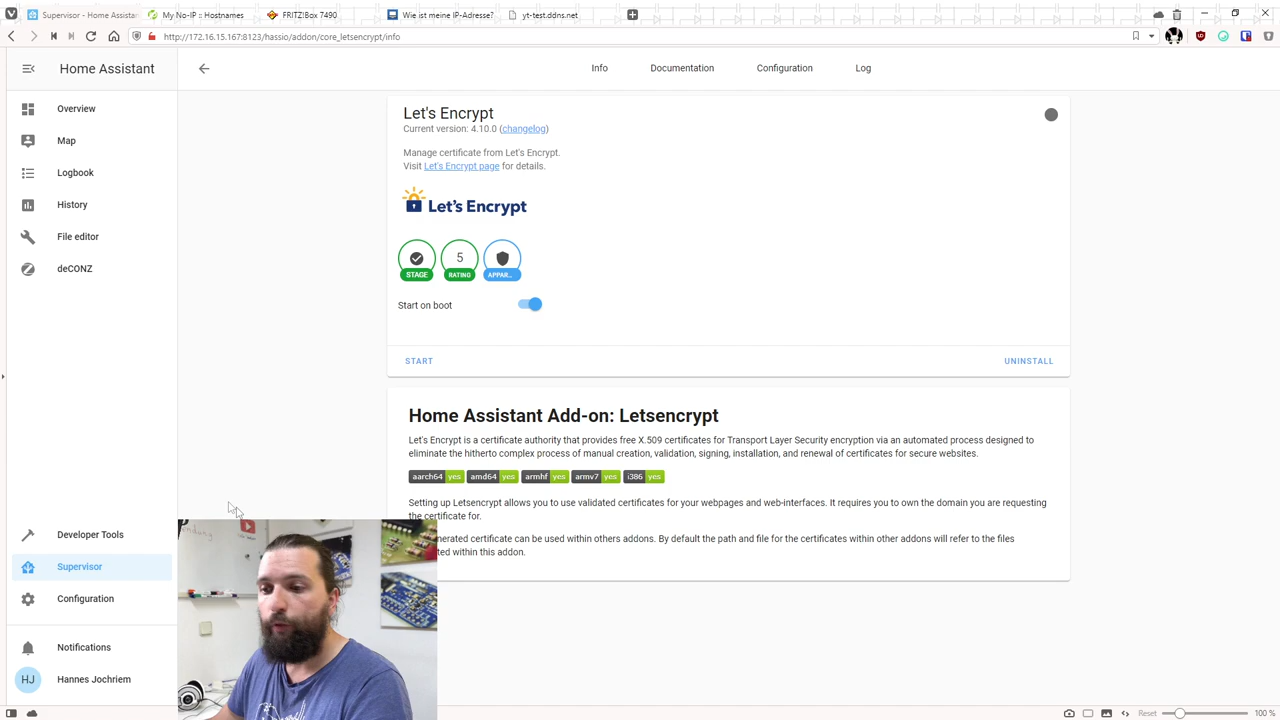 Supervisor - Home Assistan
My No-IP :: Hostnames
FRITZ!Box 7490
Wie ist meine IP-Adresse?
yt-test.ddns.net
http://172.16.15.167:8123/hassio/addon/core_letsencrypt/info
Home Assistant
Info
Documentation
Configuration
Log
Overview
Map
Logbook
History
File editor
deCONZ
Developer Tools
Supervisor
Configuration
Notifications
HJ Hannes Jochriem
Let's Encrypt
Current version: 4.10.0 (changelog)
Manage certificate from Let's Encrypt.
Visit Let's Encrypt page for details.
Let's Encrypt
STAGE
5
RATING
APPAR...
Start on boot
START
UNINSTALL
Home Assistant Add-on: Letsencrypt
Let's Encrypt is a certificate authority that provides free X.509 certificates for Transport Layer Security encryption via an automated process designed to
eliminate the hitherto complex process of manual creation, validation, signing, installation, and renewal of certificates for secure websites.
aarch64 yes amd64 yes armhf yes armv7 yes i386 yes
Setting up Letsencrypt allows you to use validated certificates for your webpages and web-interfaces. It requires you to own the domain you are requesting
the certificate for.
nerated certificate can be used within others addons. By default the path and file for the certificates within other addons will refer to the files
ted within this addon.
Reset
100 %